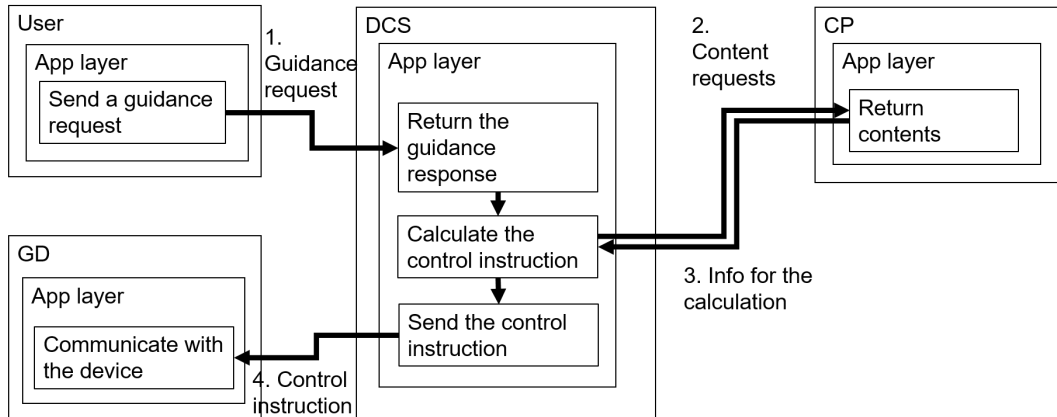 User
App layer
Send a guidance
request
1.
Guidance
request
DCS
App layer
Return the
guidance
response
Calculate the
control instruction
Send the control
instruction
2.
Content
requests
CP
App layer
Return
contents
3. Info for the
calculation
GD
App layer
Communicate with
the device
4. Control
instruction